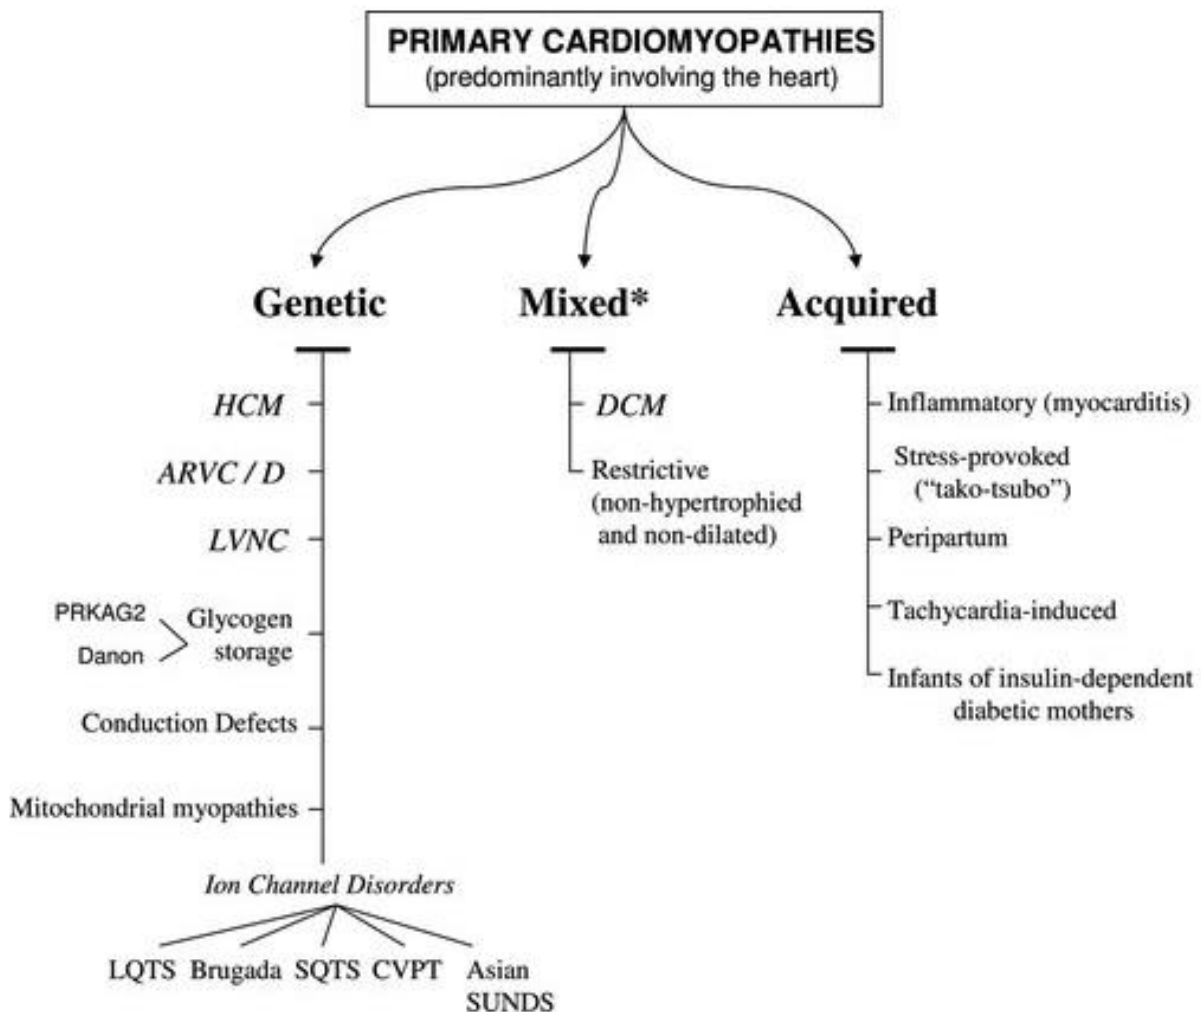 PRIMARY CARDIOMYOPATHIES
(predominantly involving the heart)
Genetic
HCM
ARVC / D
LVNC
PRKAG2
Danon
Glycogen
storage
Conduction Defects
Mitochondrial myopathies
Ion Channel Disorders
LQTS
Brugada
SQTS
CVPT
Asian
SUNDS
Mixed*
DCM
Restrictive
(non-hypertrophied
and non-dilated)
Acquired
Inflammatory (myocarditis)
Stress-provoked
(“tako-tsubo”)
Peripartum
Tachycardia-induced
Infants of insulin-dependent
diabetic mothers